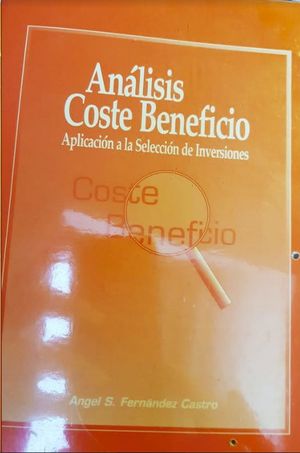 Análisis
Coste Beneficio
Aplicación a la Selección de Inversiones
Coste
Beneficio
Angel S. Fernández Castro